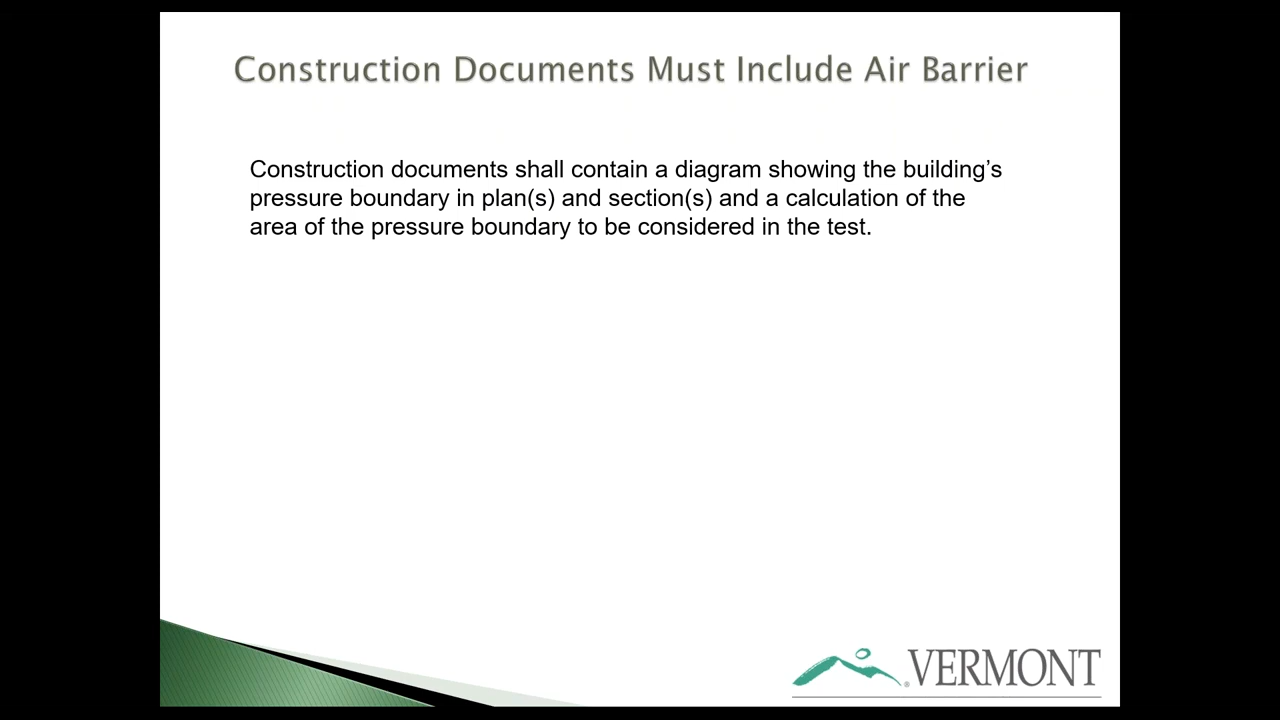 Construction Documents Must Include Air Barrier
Construction documents shall contain a diagram showing the building’s
pressure boundary in plan(s) and section(s) and a calculation of the
area of the pressure boundary to be considered in the test.
VERMONT